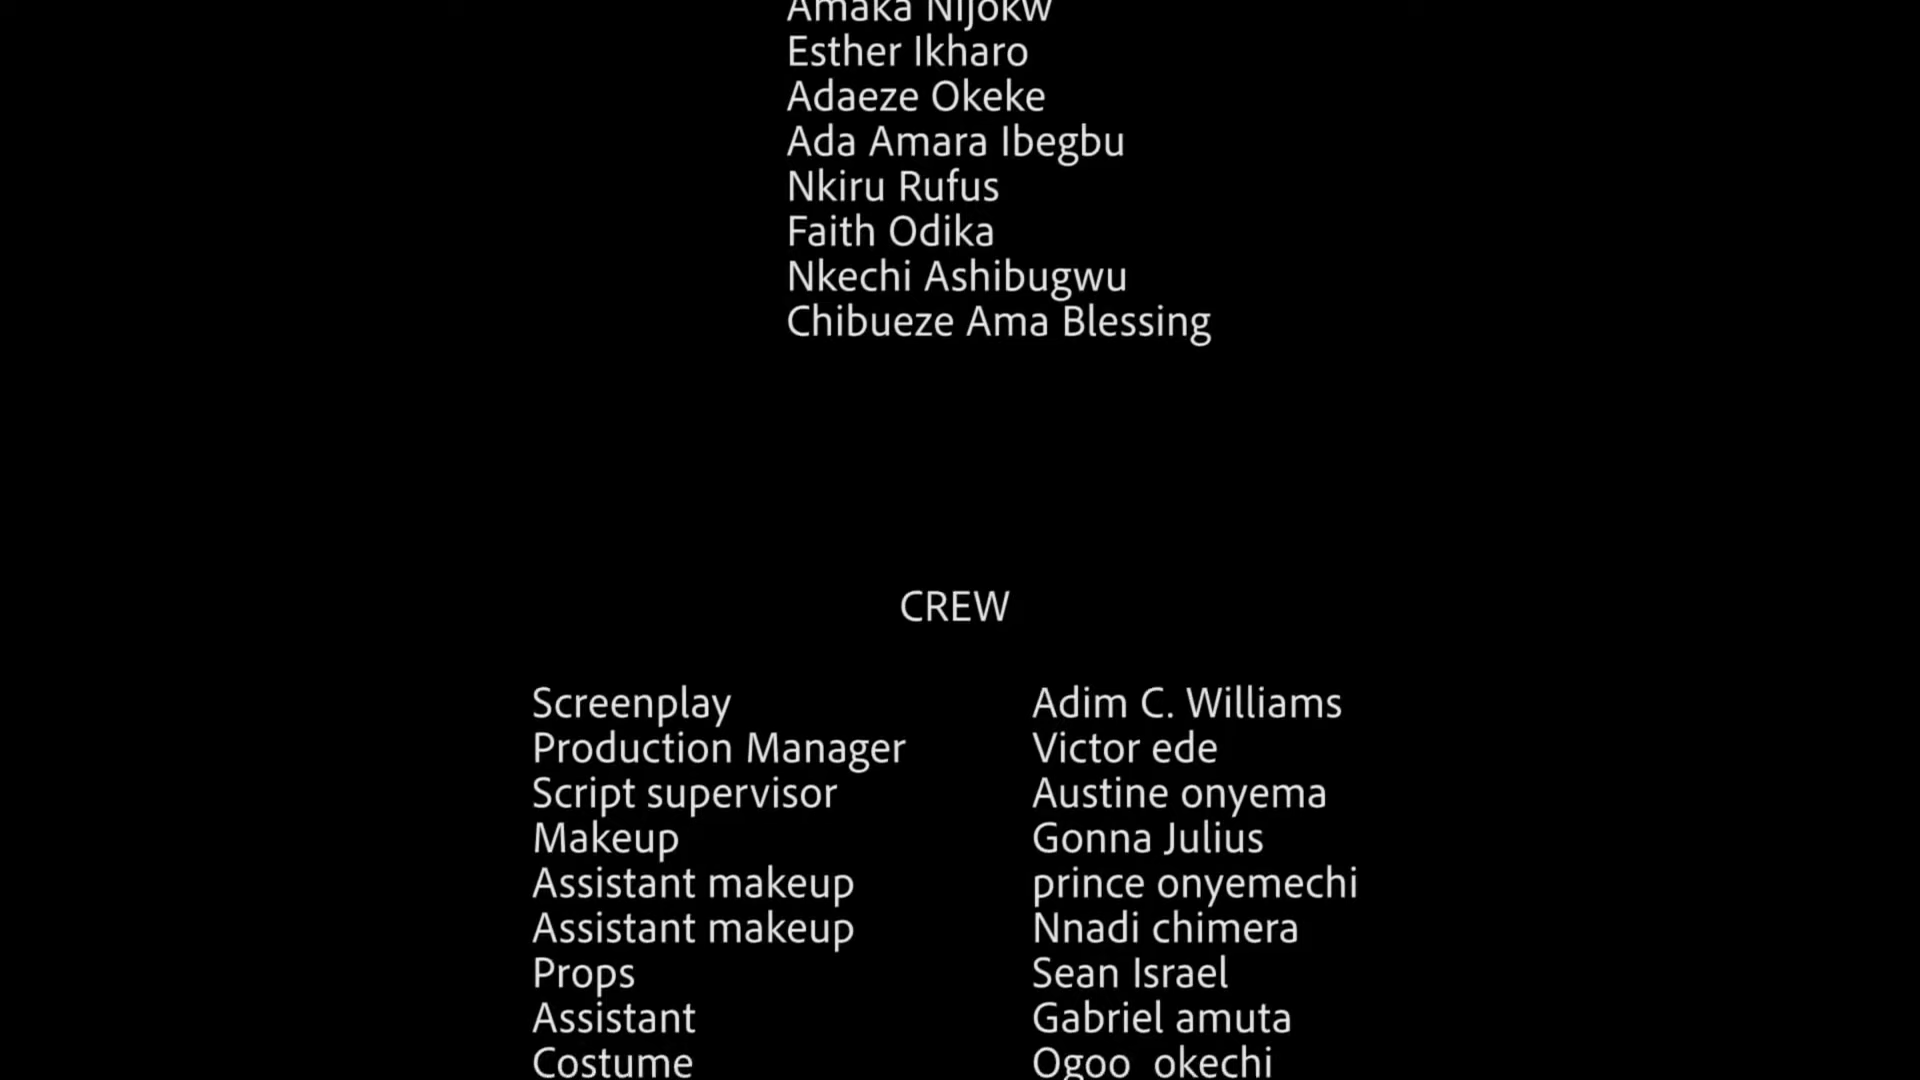 Amaka Nijokw
Esther Ikharo
Adaeze Okeke
Ada Amara Ibegbu
Nkiru Rufus
Faith Odika
Nkechi Ashibugwu
Chibueze Ama Blessing
CREW
Screenplay Adim C. Williams
Production Manager Victor ede
Script supervisor Austine onyema
Makeup Gonna Julius
Assistant makeup prince onyemechi
Assistant makeup Nnadi chimera
Props Sean Israel
Assistant Gabriel amuta
Costume Ogoo okechi